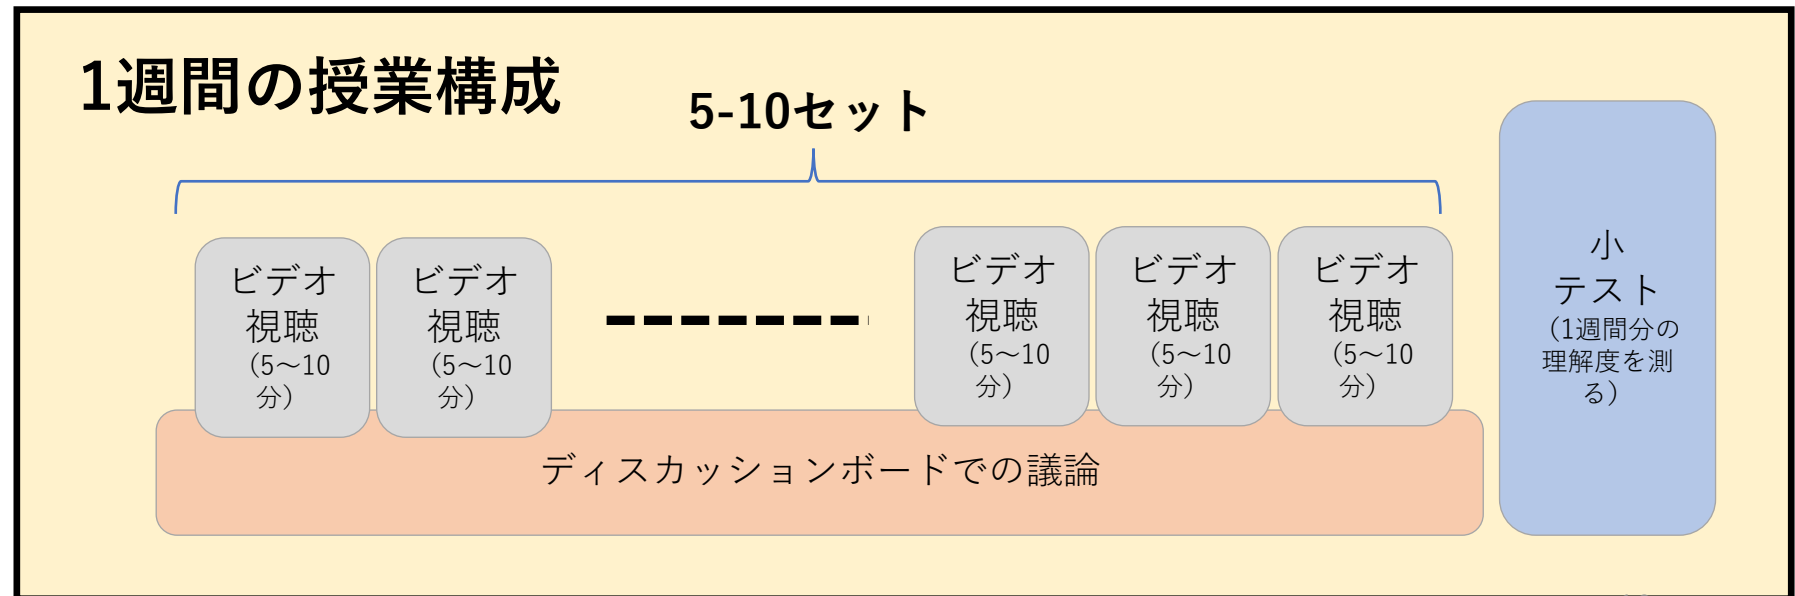 1週間の授業構成
5-10セット
ビデオ
視聴
（5～10
分）
ビデオ
視聴
（5～10
分）
ビデオ
視聴
（5～10
分）
ビデオ
視聴
（5～10
分）
ビデオ
視聴
（5～10
分）
小
テスト
（1週間分の
理解度を測
る）
ディスカッションボードでの議論